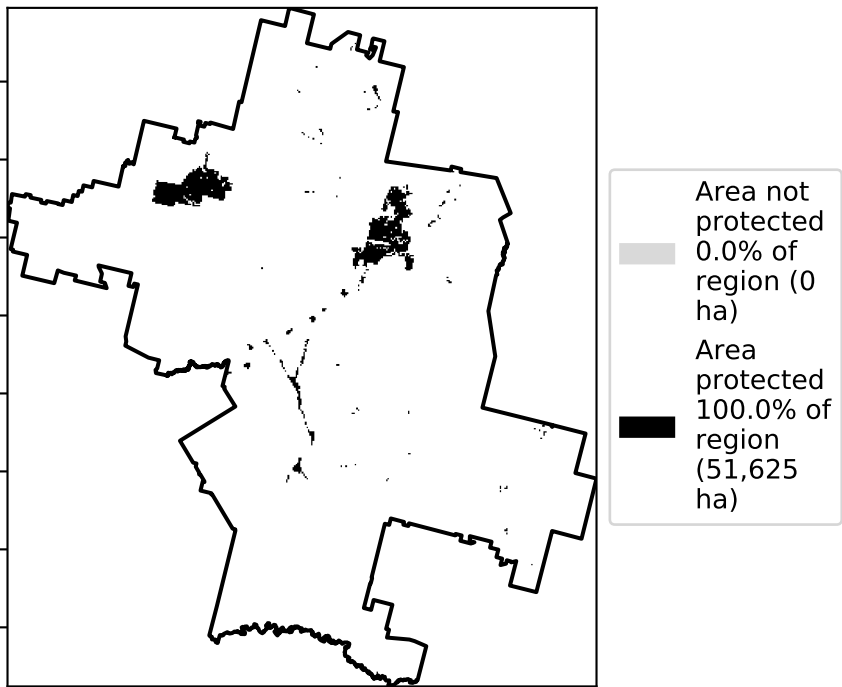 Area not
protected
0.0% of
region (0
ha)
Area
protected
100.0% of
region
(51,625
ha)